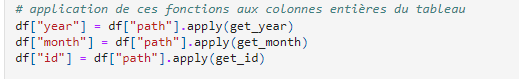 # application de ces fonctions aux colonnes entières du tableau
df["year"] = df["path"].apply(get_year)
df["month"] = df["path"].apply(get_month)
df["id"] = df["path"].apply(get_id)